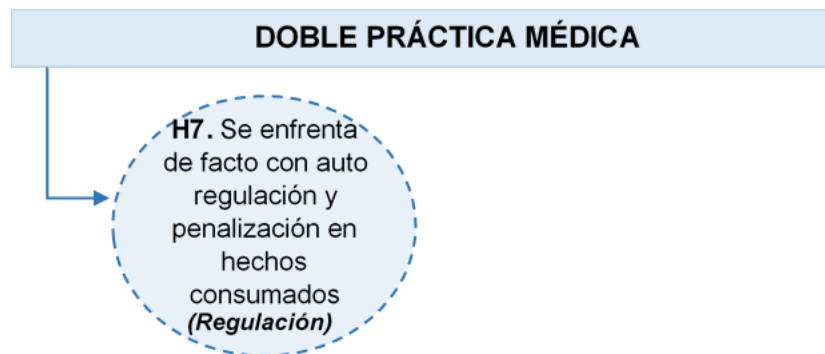 DOBLE PRÁCTICA MÉDICA
H7. Se enfrenta
de facto con auto
regulación y
penalización en
hechos
consumados
(Regulación)